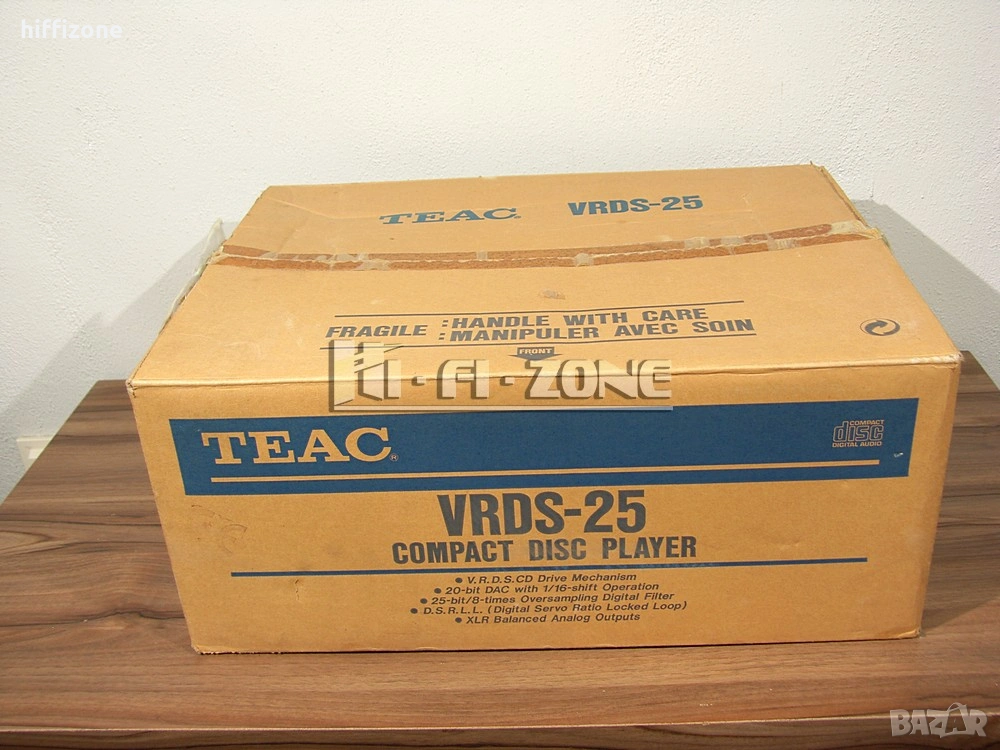 hiffizone
TEAC® VRDS-25
FRAGILE :HANDLE WITH CARE
:MANIPULER AVEC SOIN
FRONT
HI-FI-ZONE
TEAC®
COMPACT
disc
DIGITAL AUDIO
VRDS-25
COMPACT DISC PLAYER
• V.R.D.S.CD Drive Mechanism
• 20-bit DAC with 1/16-shift Operation
• 25-bit/8-times Oversampling Digital Filter
• D.S.R.L.L. (Digital Servo Ratio Locked Loop)
• XLR Balanced Analog Outputs
BAZAR